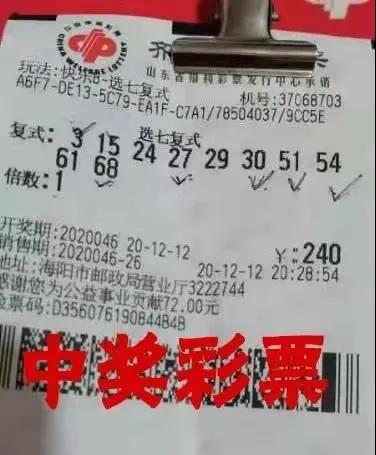 CHINA WELFARE LOTTERY
玩法:快乐8-选七复式
山东省福利彩票发行中心承销
机号:37068703
A6F7-DE13-5C79-EA1F-C7A1/78504037/9CC5E
选七复式
复式: 3 15 24 27 29 30 51 54
61 68
倍数:1
开奖期:2020046 20-12-12
¥:240
销售期:2020046-26 20-12-12 20:28:54
地址:海阳市邮政局营业厅3222744
感谢您为公益事业贡献72.00元
验票码:D356076190844B4B
中奖彩票